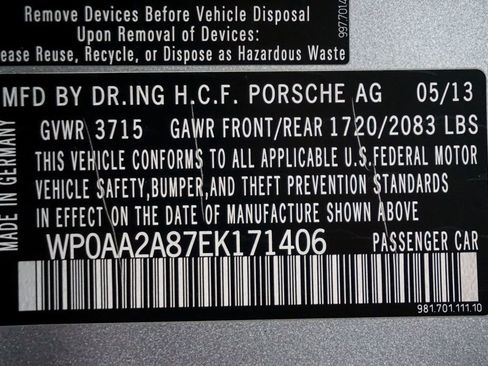 Remove Devices Before Vehicle Disposal
Upon Removal of Devices:
Please Reuse, Recycle, or Dispose as Hazardous Waste
MFD BY DR.ING H.C.F. PORSCHE AG 05/13
GVWR 3715 GAWR FRONT/REAR 1720/2083 LBS
THIS VEHICLE CONFORMS TO ALL APPLICABLE U.S.FEDERAL MOTOR
VEHICLE SAFETY,BUMPER,AND THEFT PREVENTION STANDARDS
IN EFFECT ON THE DATE OF MANUFACTURE SHOWN ABOVE
WP0AA2A87EK171406 PASSENGER CAR
MADE IN GERMANY
981.701.111.10